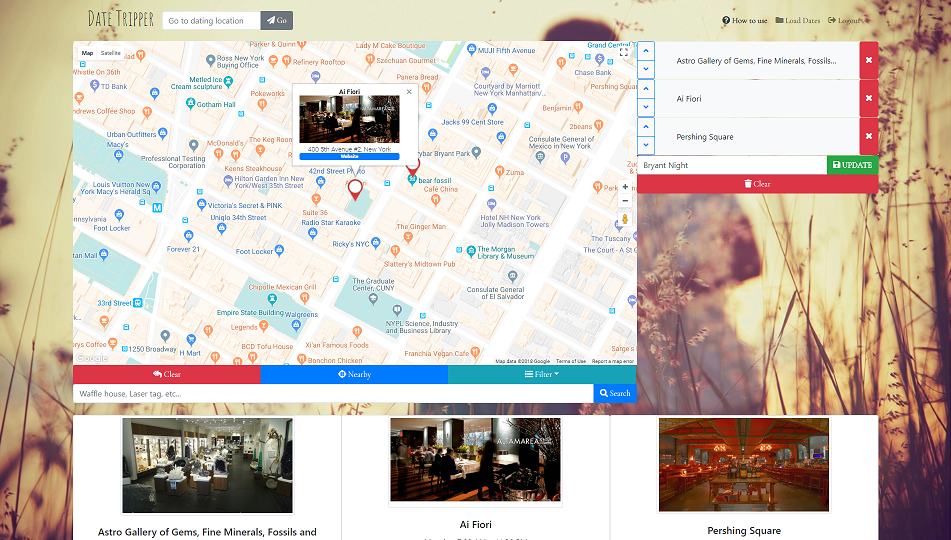 Date Tripper
Go to dating location
Go
How to use
Load Dates
Logout
Map
Satellite
Parker & Quinn
Lady M Cake Boutique
MUJI Fifth Avenue
Grand Central
Ross New York
Buying Office
Refinery Rooftop
Szechuan Gourmet
Chase Bank
Whistle On 36th
TD Bank
Metled Ice
Cream sculpture
Panera Bread
Courtyard by Marriott
New York Manhattan/...
Pershing Square
Pokeworks
Gotham Hall
Andrews Coffee Shop
Benjamin
Urban Outfitters
Macy's
McDonald's
The Keg Room
Jacks 99 Cent Store
2beans
Consulate General
of Mexico in New York
Professional Testing
Corporation
Keens Steakhouse
42nd Street Photo
Bryant Park
Hilton Garden Inn New
York/West 35th Street
bear fossil
Café China
Zuma
Louis Vuitton New
York Macy's Herald Sq
Victoria's Secret & PINK
Suite 36
Uniqlo 34th Street
Radio Star Karaoke
Hotel NH New York
Jolly Madison Towers
Foot Locker
The Ginger Man
Forever 21
Foot Locker
Ricky's NYC
The Morgan
Library & Museum
The Tuscany
The Court - A St
Slattery's Midtown Pub
Chipotle Mexican Grill
The Graduate
Center, CUNY
Consulate General
of El Salvador
33rd Street
Empire State Building
Walgreens
Legends
NYPL Science, Industry
and Business Library
Xi'an Famous Foods
1250 Broadway
H Mart
BCD Tofu House
Bonchon Chicken
Franchia Vegan Cafe
Sarge's
Google
Map data ©2018 Google
Terms of Use
Report a map error
Ai Fiori
ALTAMAREA
400 5th Avenue #2, New York
Website
Astro Gallery of Gems, Fine Minerals, Fossils...
Ai Fiori
Pershing Square
Bryant Night
UPDATE
Clear
Clear
Nearby
Filter
Waffle house, Laser tag, etc...
Search
ALTAMAREA
Astro Gallery of Gems, Fine Minerals, Fossils and
Ai Fiori
Pershing Square